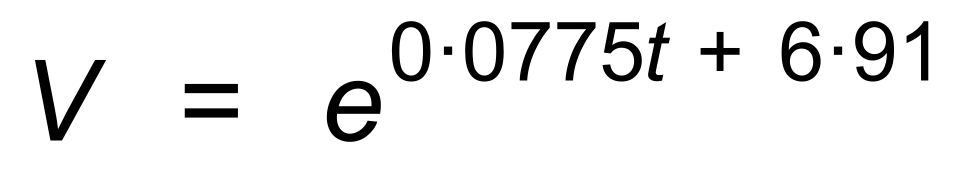 V = e^{0·0775t + 6·91}